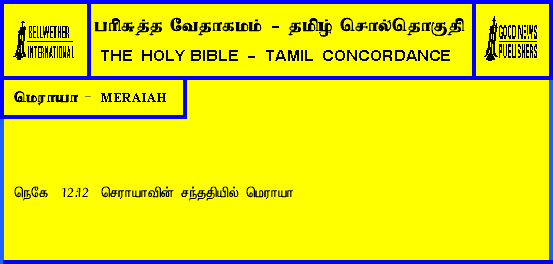 BELLWETHER
INTERNATIONAL
பரிசுத்த வேதாகமம் - தமிழ் சொல்தொகுதி
THE HOLY BIBLE - TAMIL CONCORDANCE
GOOD NEWS
PUBLISHERS
மெராயா - MERAIAH
நெகே 12:12 செராயாவின் சந்ததியில் மெராயா